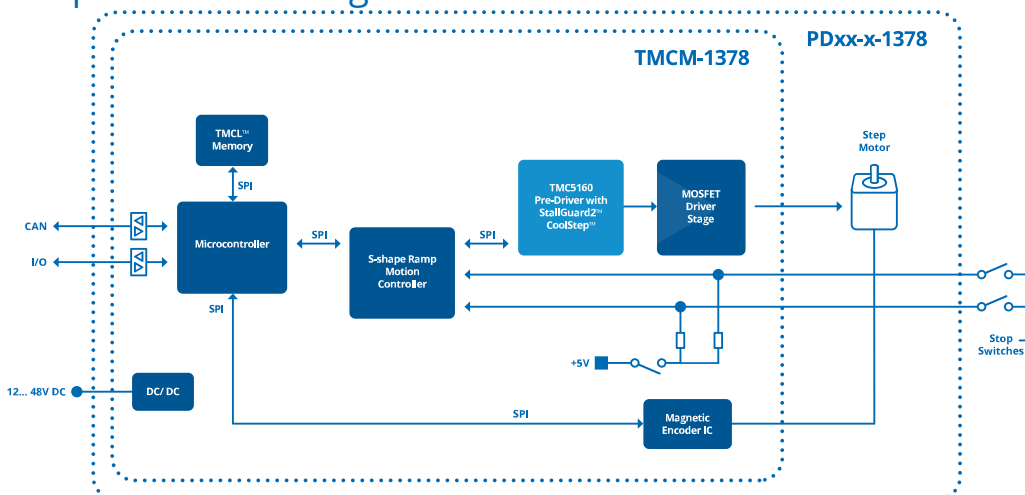 PDxx-x-1378
TMCM-1378
TMCL™
Memory
Step
Motor
SPI
TMC5160
Pre-Driver with
StallGuard2™
CoolStep™
MOSFET
Driver
Stage
CAN
Microcontroller
SPI
SPI
I/O
S-shape Ramp
Motion
Controller
SPI
Stop
Switches
+5V
12... 48V DC
DC/ DC
SPI
Magnetic
Encoder IC